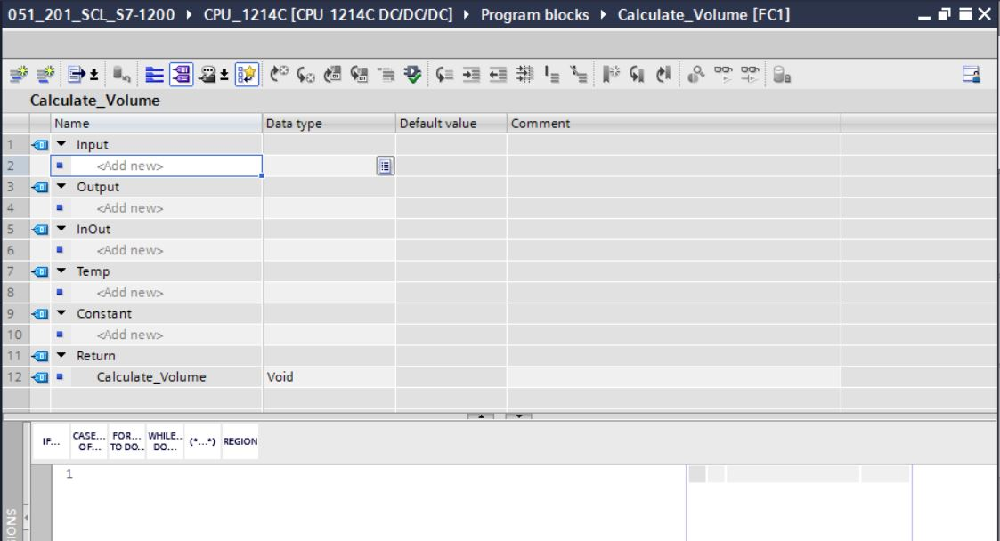 051_201_SCL_S7-1200 ▸ CPU_1214C [CPU 1214C DC/DC/DC] ▸ Program blocks ▸ Calculate_Volume [FC1]
Calculate_Volume
Name Data type Default value Comment
1 Input
2 <Add new>
3 Output
4 <Add new>
5 InOut
6 <Add new>
7 Temp
8 <Add new>
9 Constant
10 <Add new>
11 Return
12 Calculate_Volume Void
IF... CASE... OF... FOR... TO DO.. WHILE.. DO... (*...*) REGION
1
IONS